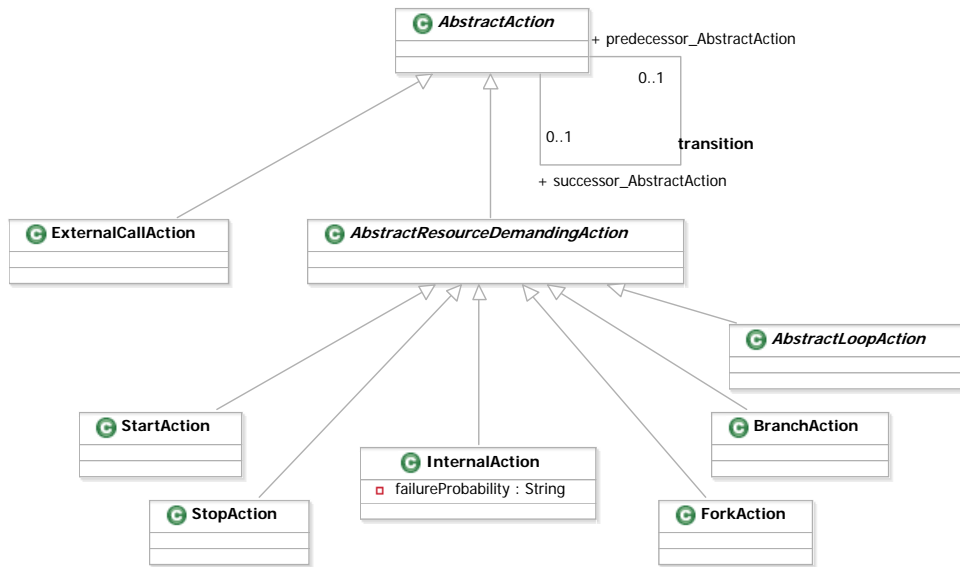 AbstractAction
+ predecessor_AbstractAction
0..1
0..1
transition
+ successor_AbstractAction
ExternalCallAction
AbstractResourceDemandingAction
AbstractLoopAction
StartAction
BranchAction
InternalAction
failureProbability : String
StopAction
ForkAction